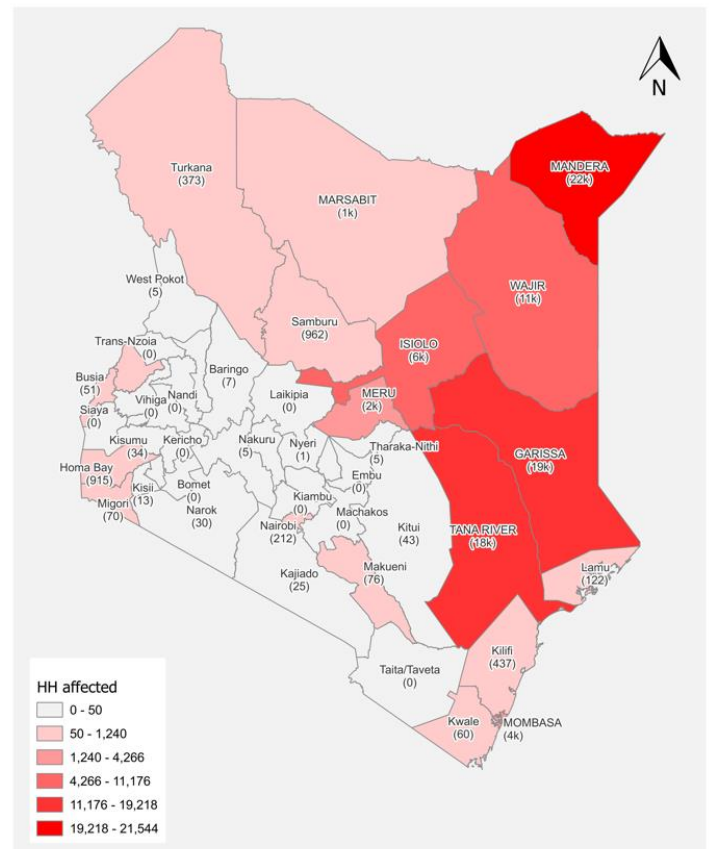 N
MANDERA
(22k)
Turkana
(373)
MARSABIT
(1k)
WAJIR
(11k)
West Pokot
(5)
Samburu
(962)
ISIOLO
(6k)
Trans-Nzoia
(0)
Baringo
(7)
Busia
(51)
Nandi
(0)
Vihiga
(0)
Siaya
(0)
Laikipia
(0)
MERU
(2k)
Kisumu
(34)
Kericho
(0)
Nakuru
(5)
Nyeri
(1)
Tharaka-Nithi
(5)
GARISSA
(19k)
Homa Bay
(915)
Kisii
(13)
Bomet
(0)
Embu
(0)
Kiambu
(0)
Migori
(70)
Narok
(30)
Nairobi
(212)
Machakos
(0)
Kitui
(43)
TANA RIVER
(18k)
Kajiado
(25)
Makueni
(76)
Lamu
(122)
Kilifi
(437)
Taita/Taveta
(0)
Kwale
(60)
MOMBASA
(4k)
HH affected
0 - 50
50 - 1,240
1,240 - 4,266
4,266 - 11,176
11,176 - 19,218
19,218 - 21,544